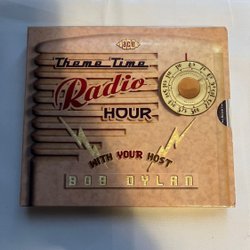 ACE
Theme Time
Radio
HOUR
WITH YOUR HOST
BOB DYLAN